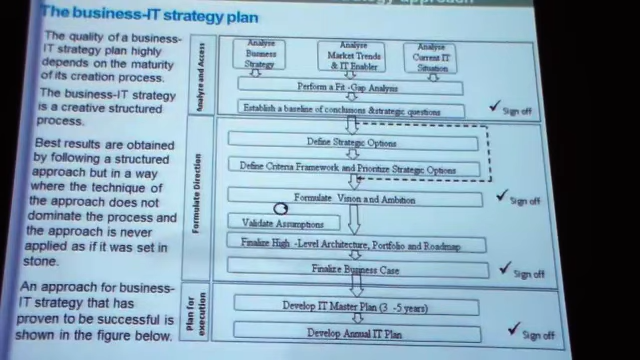 approach
The business-IT strategy plan
The quality of a business-
IT strategy plan highly
depends on the maturity
of its creation process.
The business-IT strategy
is a creative structured
process.
Best results are obtained
by following a structured
approach but in a way
where the technique of
the approach does not
dominate the process and
the approach is never
applied as if it was set in
stone.
An approach for business-
IT strategy that has
proven to be successful is
shown in the figure below.
Analyse and Access
Analyse
Business
Strategy
Analyse
Market Trends
& IT Enabler
Analyse
Current IT
Situation
Perform a Fit -Gap Analysis
Establish a baseline of conclusions &strategic questions
Sign off
Formulate Direction
Define Strategic Options
Define Criteria Framework and Prioritize Strategic Options
Formulate Vision and Ambition
Sign off
Validate Assumptions
Finalize High -Level Architecture, Portfolio and Roadmap
Finalize Business Case
Sign off
Plan for
execution
Develop IT Master Plan (3 -5 years)
Develop Annual IT Plan
Sign off